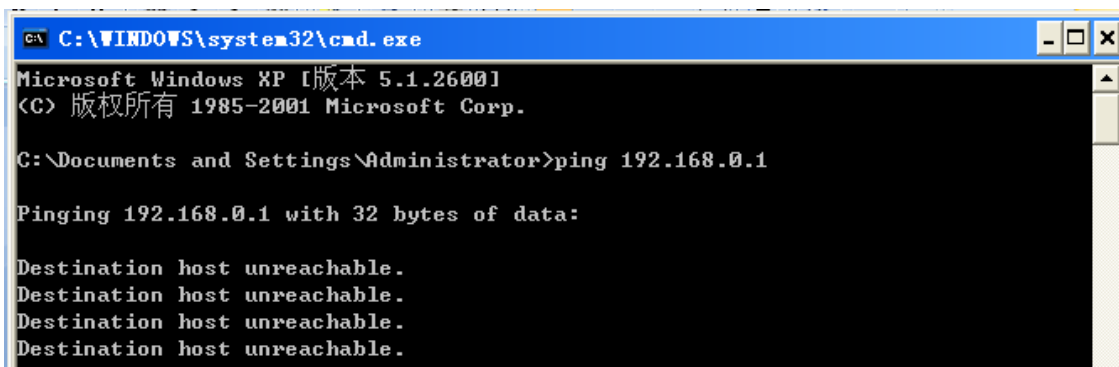 C:\WINDOWS\system32\cmd.exe
Microsoft Windows XP [版本 5.1.2600]
(C) 版权所有 1985-2001 Microsoft Corp.
C:\Documents and Settings\Administrator>ping 192.168.0.1
Pinging 192.168.0.1 with 32 bytes of data:
Destination host unreachable.
Destination host unreachable.
Destination host unreachable.
Destination host unreachable.